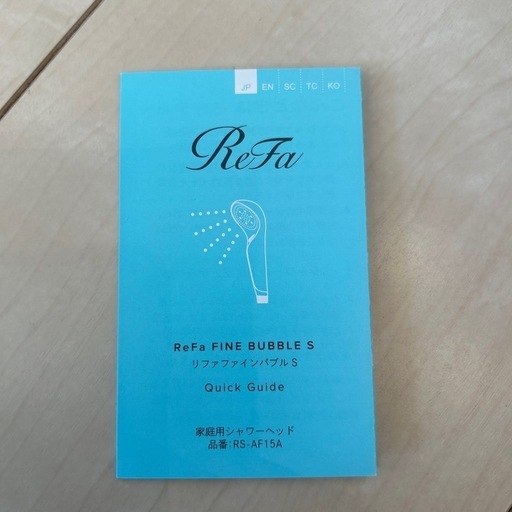 JP EN SC TC KO
ReFa
ReFa FINE BUBBLE S
リファファインバブル S
Quick Guide
家庭用シャワーヘッド
品番:RS-AF15A